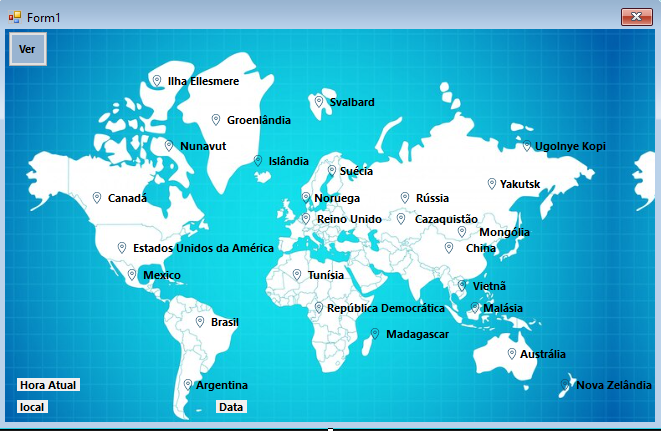 Form1
Ver
Ilha Ellesmere
Svalbard
Groenlândia
Nunavut
Ugolnye Kopi
Islândia
Suécia
Yakutsk
Canadá
Noruega
Rússia
Reino Unido
Cazaquistão
Mongólia
Estados Unidos da América
China
Mexico
Tunísia
Vietnã
República Democrática
Malásia
Brasil
Madagascar
Austrália
Hora Atual
Argentina
Nova Zelândia
local
Data